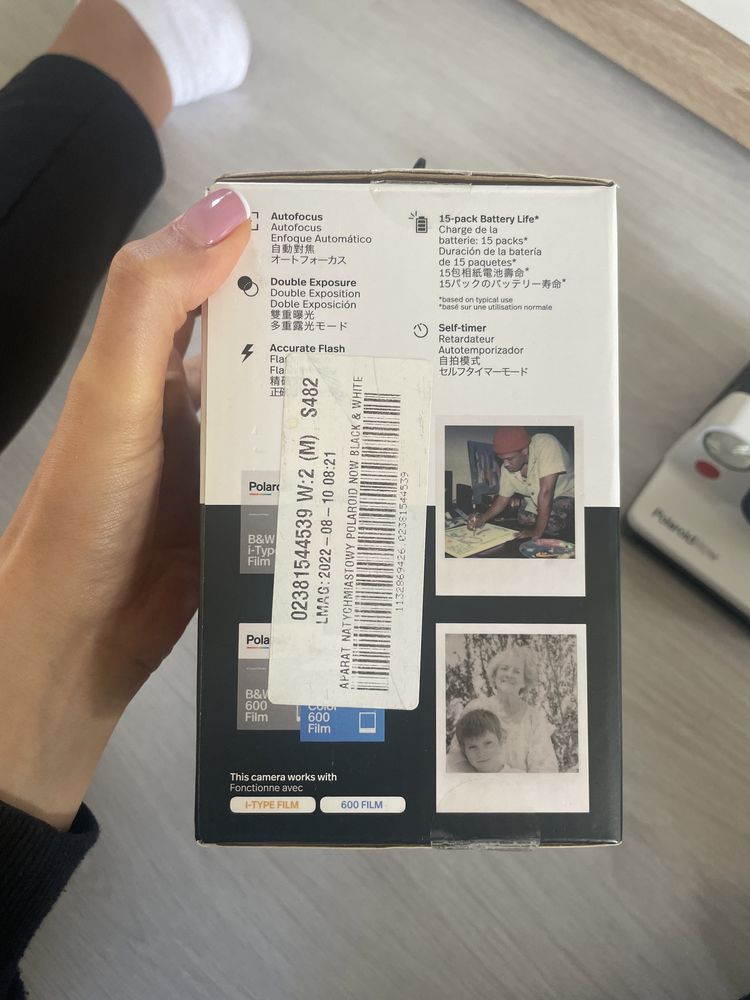 Autofocus
Autofocus
Enfoque Automático
自動對焦
オートフォーカス
Double Exposure
Double Exposition
Doble Exposición
雙重曝光
多重露光モード
Accurate Flash
15-pack Battery Life*
Charge de la
batterie: 15 packs*
Duración de la batería
de 15 paquetes*
15包相紙電池壽命*
15パックのバッテリー寿命*
*based on typical use
*basé sur une utilisation normale
Self-timer
Retardateur
Autotemporizador
自拍模式
セルフタイマーモード
02381544539 W:2 (M) S482
LMAG:2022-08-10 08:21
APARAT NATYCHMIASTOWY POLAROID NOW BLACK & WHITE
1132869426 02381544539
B&W
i-Type
Film
B&W
600
Film
Color
600
Film
This camera works with
Fonctionne avec
I-TYPE FILM
600 FILM
Polaroid